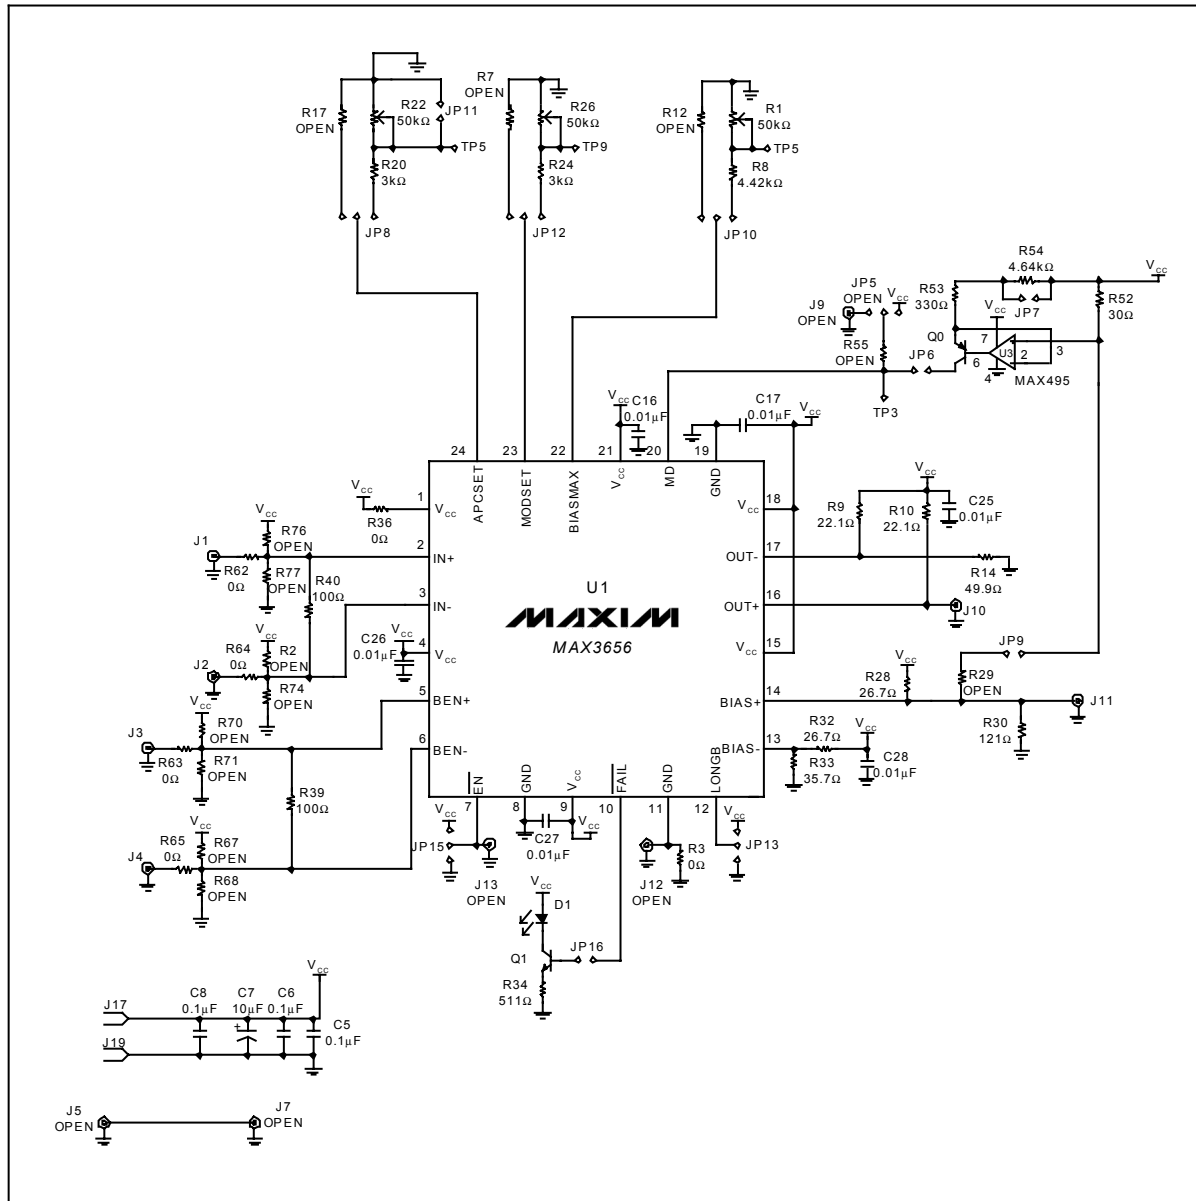 R17
OPEN
R22
50kΩ
JP11
TP5
R20
3kΩ
JP8
R7
OPEN
R26
50kΩ
TP9
R24
3kΩ
JP12
R12
OPEN
R1
50kΩ
TP5
R8
4.42kΩ
JP10
R54
4.64kΩ
VCC
R53
330Ω
JP7
R52
30Ω
JP5
OPEN
VCC
J9
OPEN
VCC
Q0
7
U3
2
3
6
4
MAX495
R55
OPEN
JP6
TP3
VCC
C16
0.01µF
C17
0.01µF
VCC
24
23
22
21
20
19
APCSET
MODSET
BIASMAX
VCC
MD
GND
VCC
R36
0Ω
1
VCC
VCC
R76
OPEN
J1
R62
0Ω
R77
OPEN
R40
100Ω
2
IN+
3
IN-
VCC
R64
0Ω
J2
R2
OPEN
R74
OPEN
VCC
C26
0.01µF
4
VCC
5
BEN+
6
BEN-
U1
MAXIM
MAX3656
18
VCC
17
OUT-
16
OUT+
15
VCC
14
BIAS+
13
BIAS-
VCC
R9
22.1Ω
R10
22.1Ω
C25
0.01µF
R14
49.9Ω
J10
JP9
VCC
R28
26.7Ω
R29
OPEN
J11
R30
121Ω
R32
26.7Ω
VCC
R33
35.7Ω
C28
0.01µF
VCC
R70
OPEN
J3
R63
0Ω
R71
OPEN
R39
100Ω
VCC
R65
0Ω
R67
OPEN
J4
R68
OPEN
EN
GND
VCC
FAIL
GND
LONGB
7
8
9
10
11
12
VCC
JP15
J13
OPEN
C27
0.01µF
VCC
J12
OPEN
R3
0Ω
VCC
JP13
VCC
D1
Q1
JP16
R34
511Ω
VCC
J17
C8
0.1µF
C7
10µF
+
C6
0.1µF
C5
0.1µF
J19
J5
OPEN
J7
OPEN